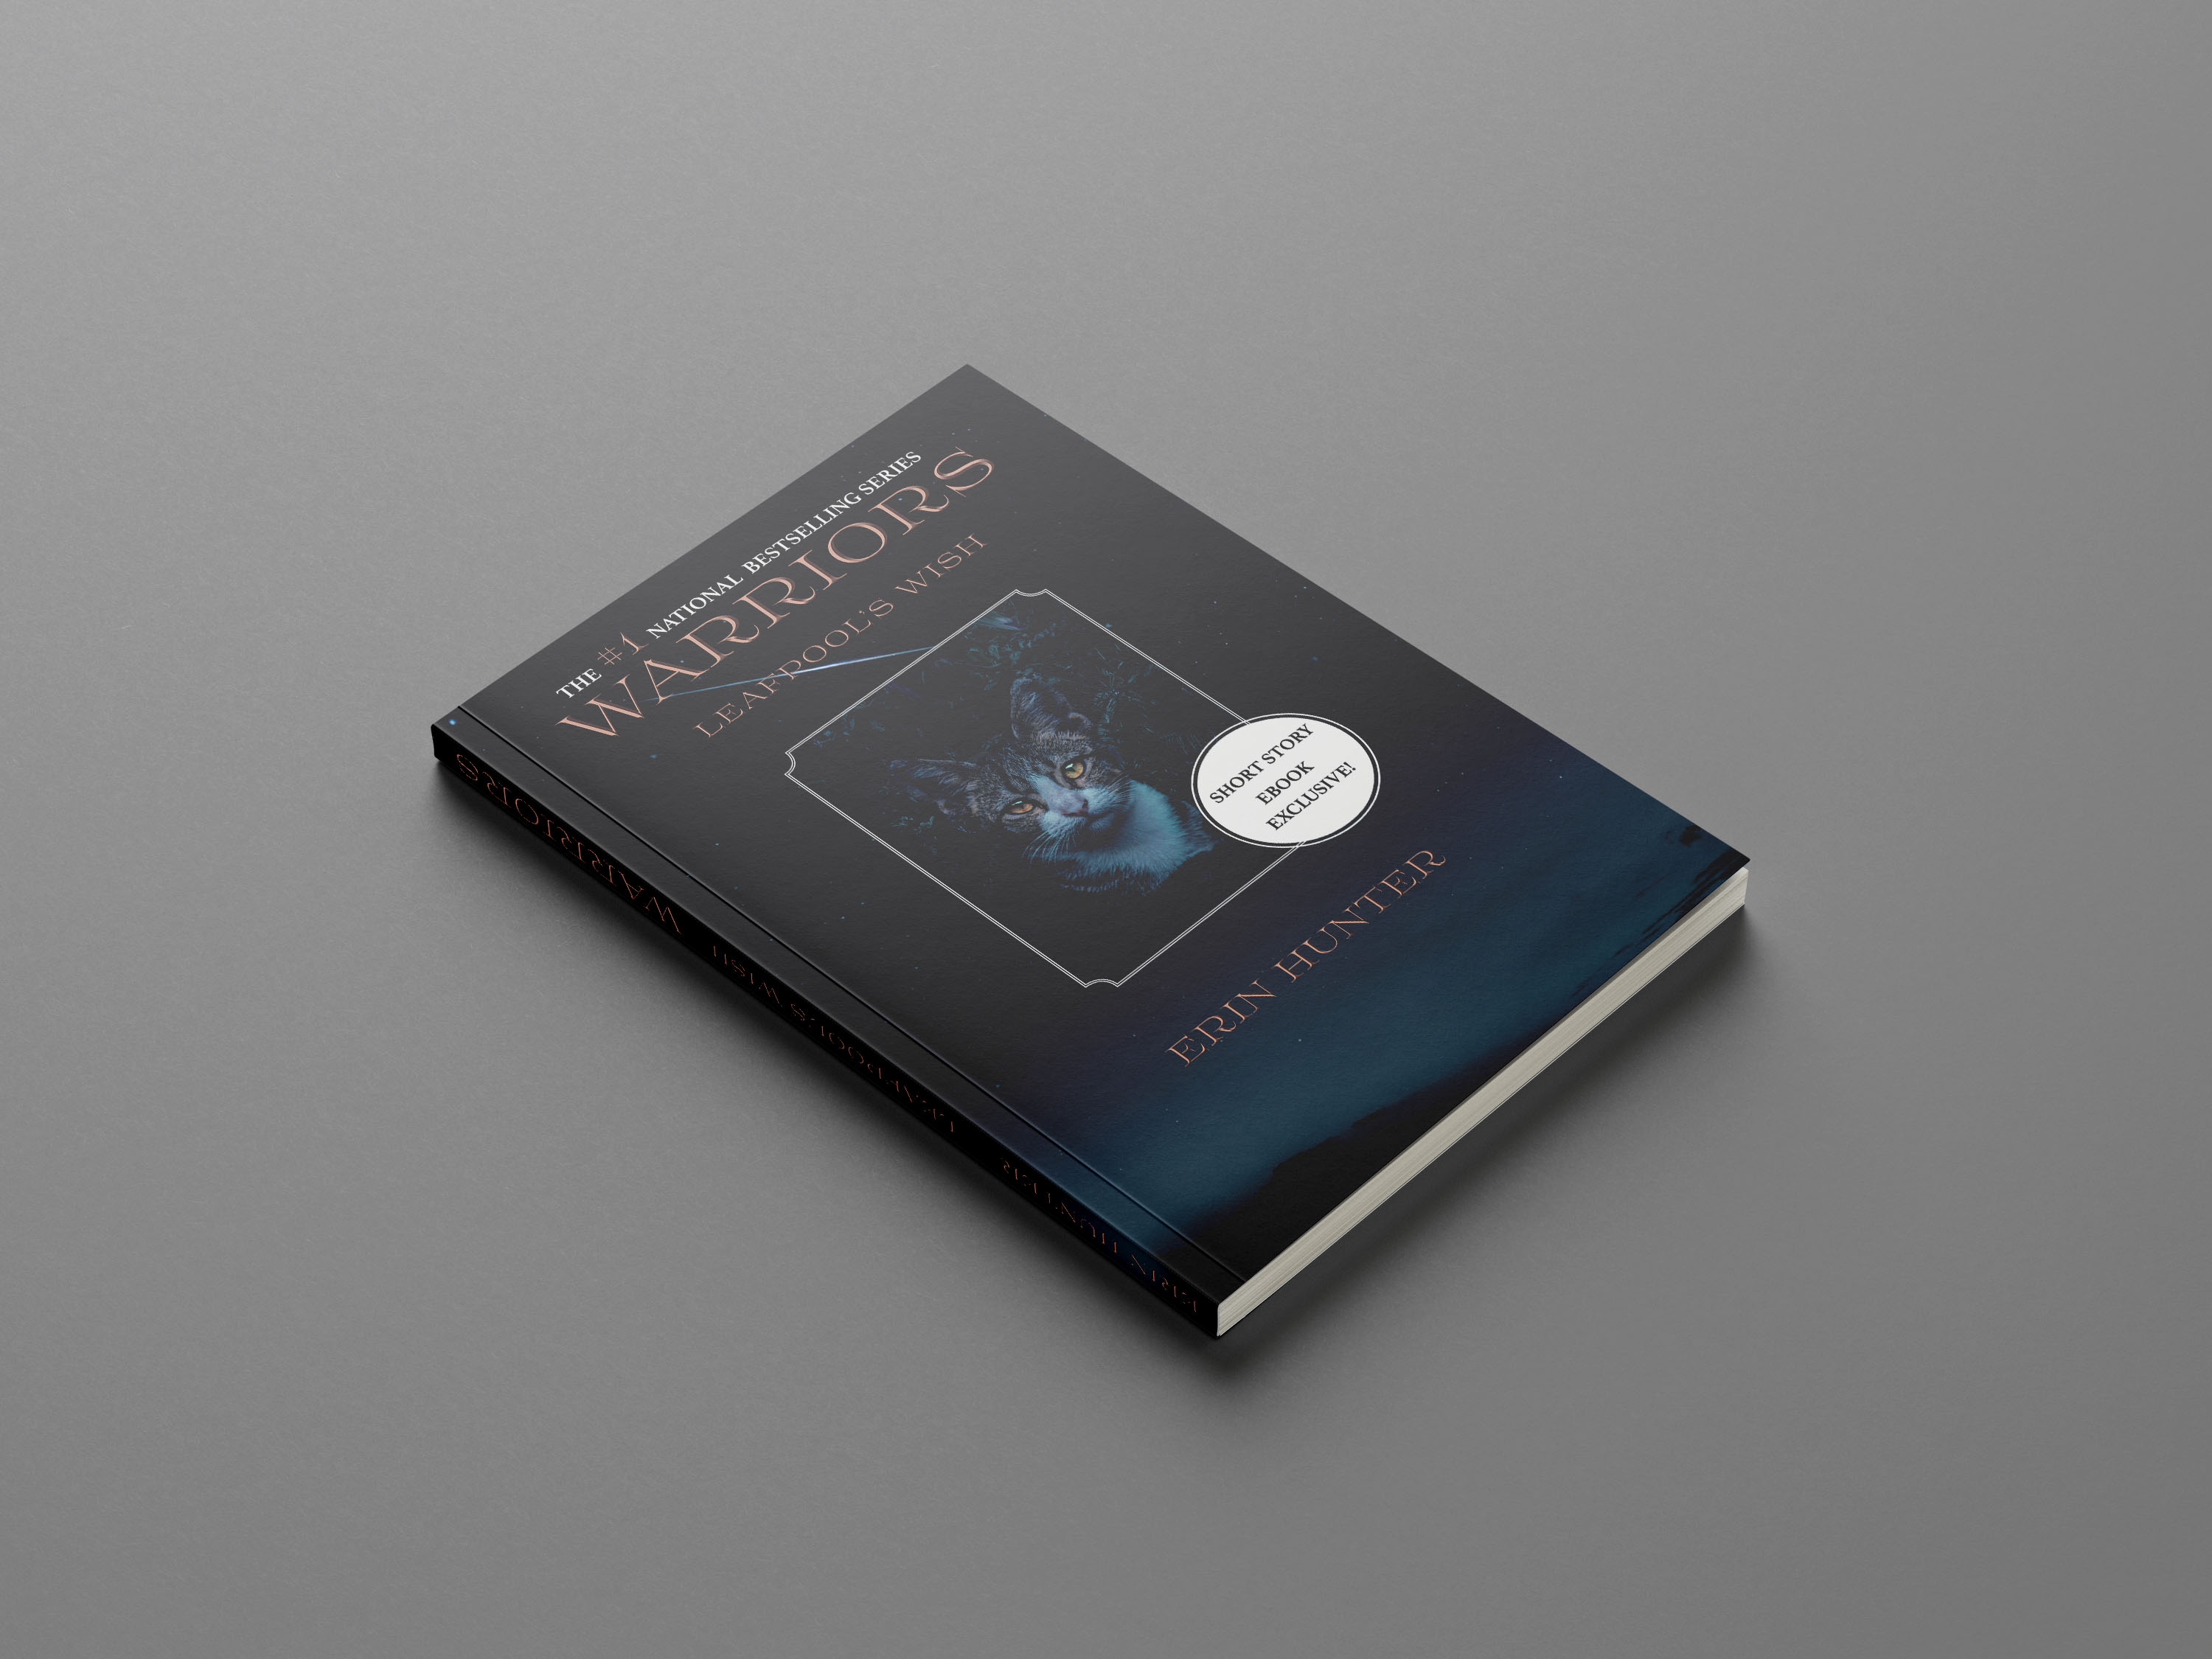 THE #1 NATIONAL BESTSELLING SERIES
WARRIORS
LEAFPOOL'S WISH
SHORT STORY
EBOOK
EXCLUSIVE!
ERIN HUNTER
WARRIORS LEAFPOOL'S WISH ERIN HUNTER